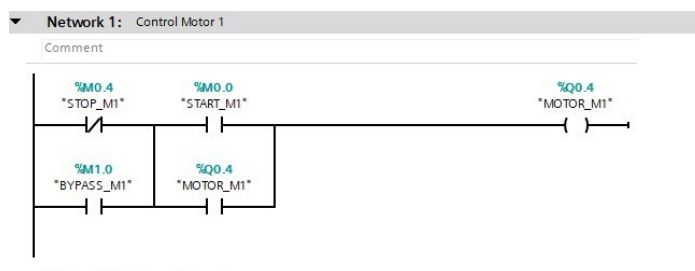 Network 1: Control Motor 1
Comment
%M0.4 %M0.0 %Q0.4
"STOP_M1" "START_M1" "MOTOR_M1"
%M1.0 %Q0.4
"BYPASS_M1" "MOTOR_M1"